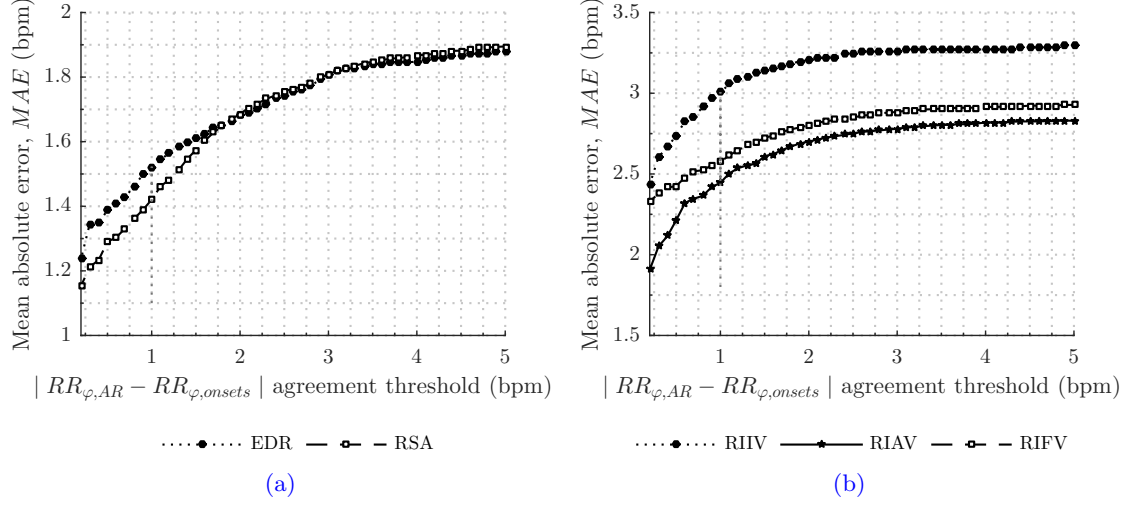 Mean absolute error, MAE (bpm)
2
1.8
1.6
1.4
1.2
1
1 2 3 4 5
| RRφ,AR − RRφ,onsets | agreement threshold (bpm)
EDR RSA
(a)
Mean absolute error, MAE (bpm)
3.5
3
2.5
2
1.5
1 2 3 4 5
| RRφ,AR − RRφ,onsets | agreement threshold (bpm)
RIIV RIAV RIFV
(b)